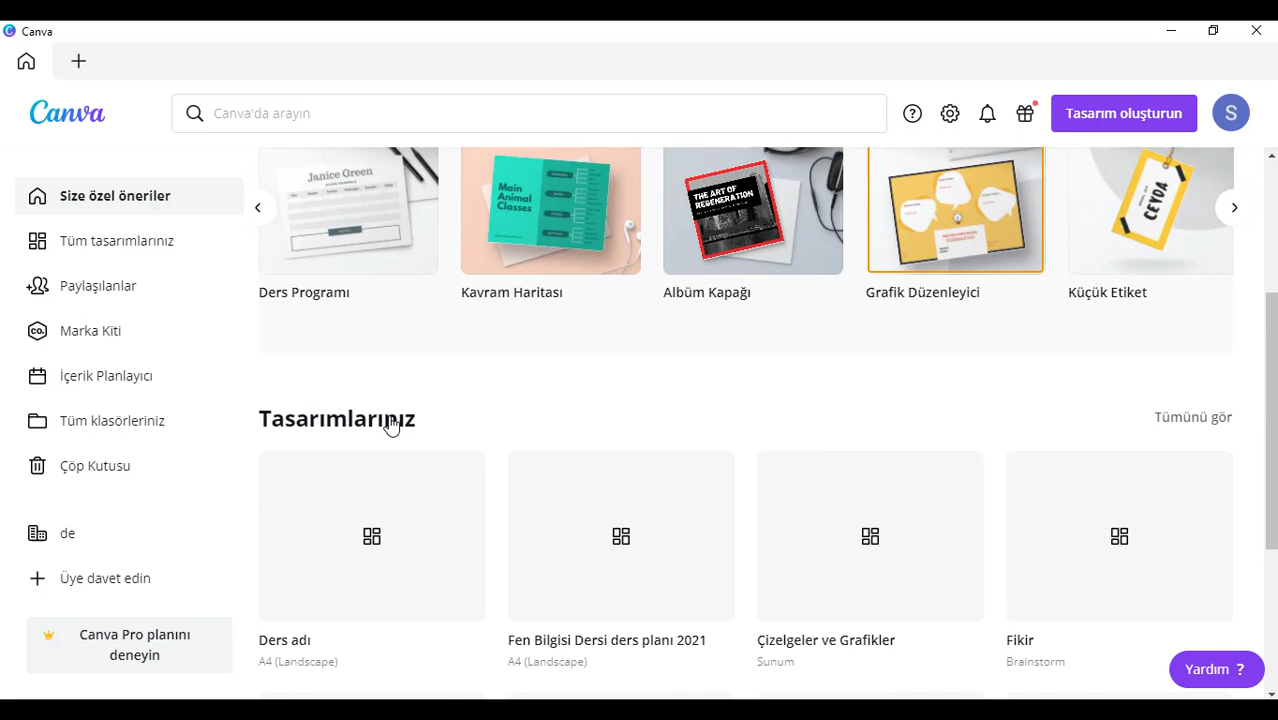 Canva
Canva
Canva'da arayın
Tasarım oluşturun
S
Size özel öneriler
Tüm tasarımlarınız
Paylaşılanlar
CO.
Marka Kiti
İçerik Planlayıcı
Tüm klasörleriniz
Çöp Kutusu
de
Üye davet edin
Canva Pro planını
deneyin
Janice Green
Main
Animal
Classes
THE ART OF
REGENERATION
CEYDA
Ders Programı
Kavram Haritası
Albüm Kapağı
Grafik Düzenleyici
Küçük Etiket
Tasarımlarınız
Tümünü gör
Ders adı
A4 (Landscape)
Fen Bilgisi Dersi ders planı 2021
A4 (Landscape)
Çizelgeler ve Grafikler
Sunum
Fikir
Brainstorm
Yardım ?